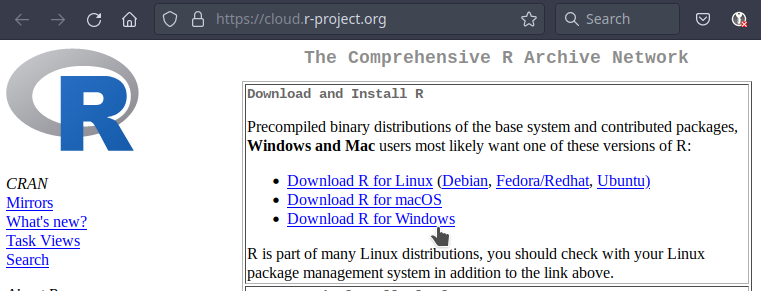 https://cloud.r-project.org
Search
The Comprehensive R Archive Network
R
Download and Install R
Precompiled binary distributions of the base system and contributed packages,
Windows and Mac users most likely want one of these versions of R:
Download R for Linux (Debian, Fedora/Redhat, Ubuntu)
Download R for macOS
Download R for Windows
R is part of many Linux distributions, you should check with your Linux
package management system in addition to the link above.
CRAN
Mirrors
What's new?
Task Views
Search